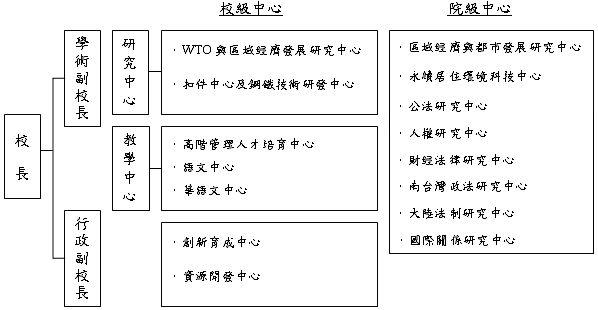 校級中心
院級中心
校長
學術副校長
研究中心
．WTO與區域經濟發展研究中心
．扣件中心及鋼鐵技術研發中心
教學中心
．高階管理人才培育中心
．語文中心
．華語文中心
行政副校長
．創新育成中心
．資源開發中心
．區域經濟與都市發展研究中心
．永續居住環境科技中心
．公法研究中心
．人權研究中心
．財經法律研究中心
．南台灣政法研究中心
．大陸法制研究中心
．國際關係研究中心